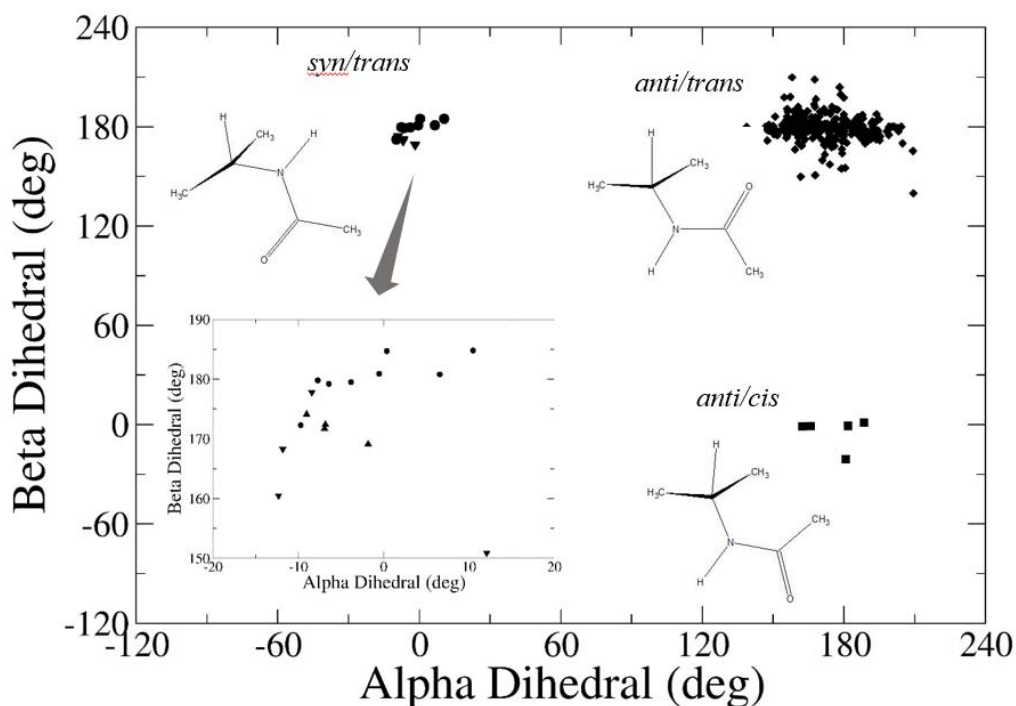 240
180
120
60
0
-60
-120
-120
-60
0
60
120
180
240
Beta Dihedral (deg)
Alpha Dihedral (deg)
syn/trans
H
CH₃
H
N
H₃C
O
CH₃
anti/trans
H
CH₃
H₃C
O
N
H
CH₃
anti/cis
H
CH₃
H₃C
CH₃
N
H
O
190
180
170
160
150
-20
-10
0
10
20
Beta Dihedral (deg)
Alpha Dihedral (deg)